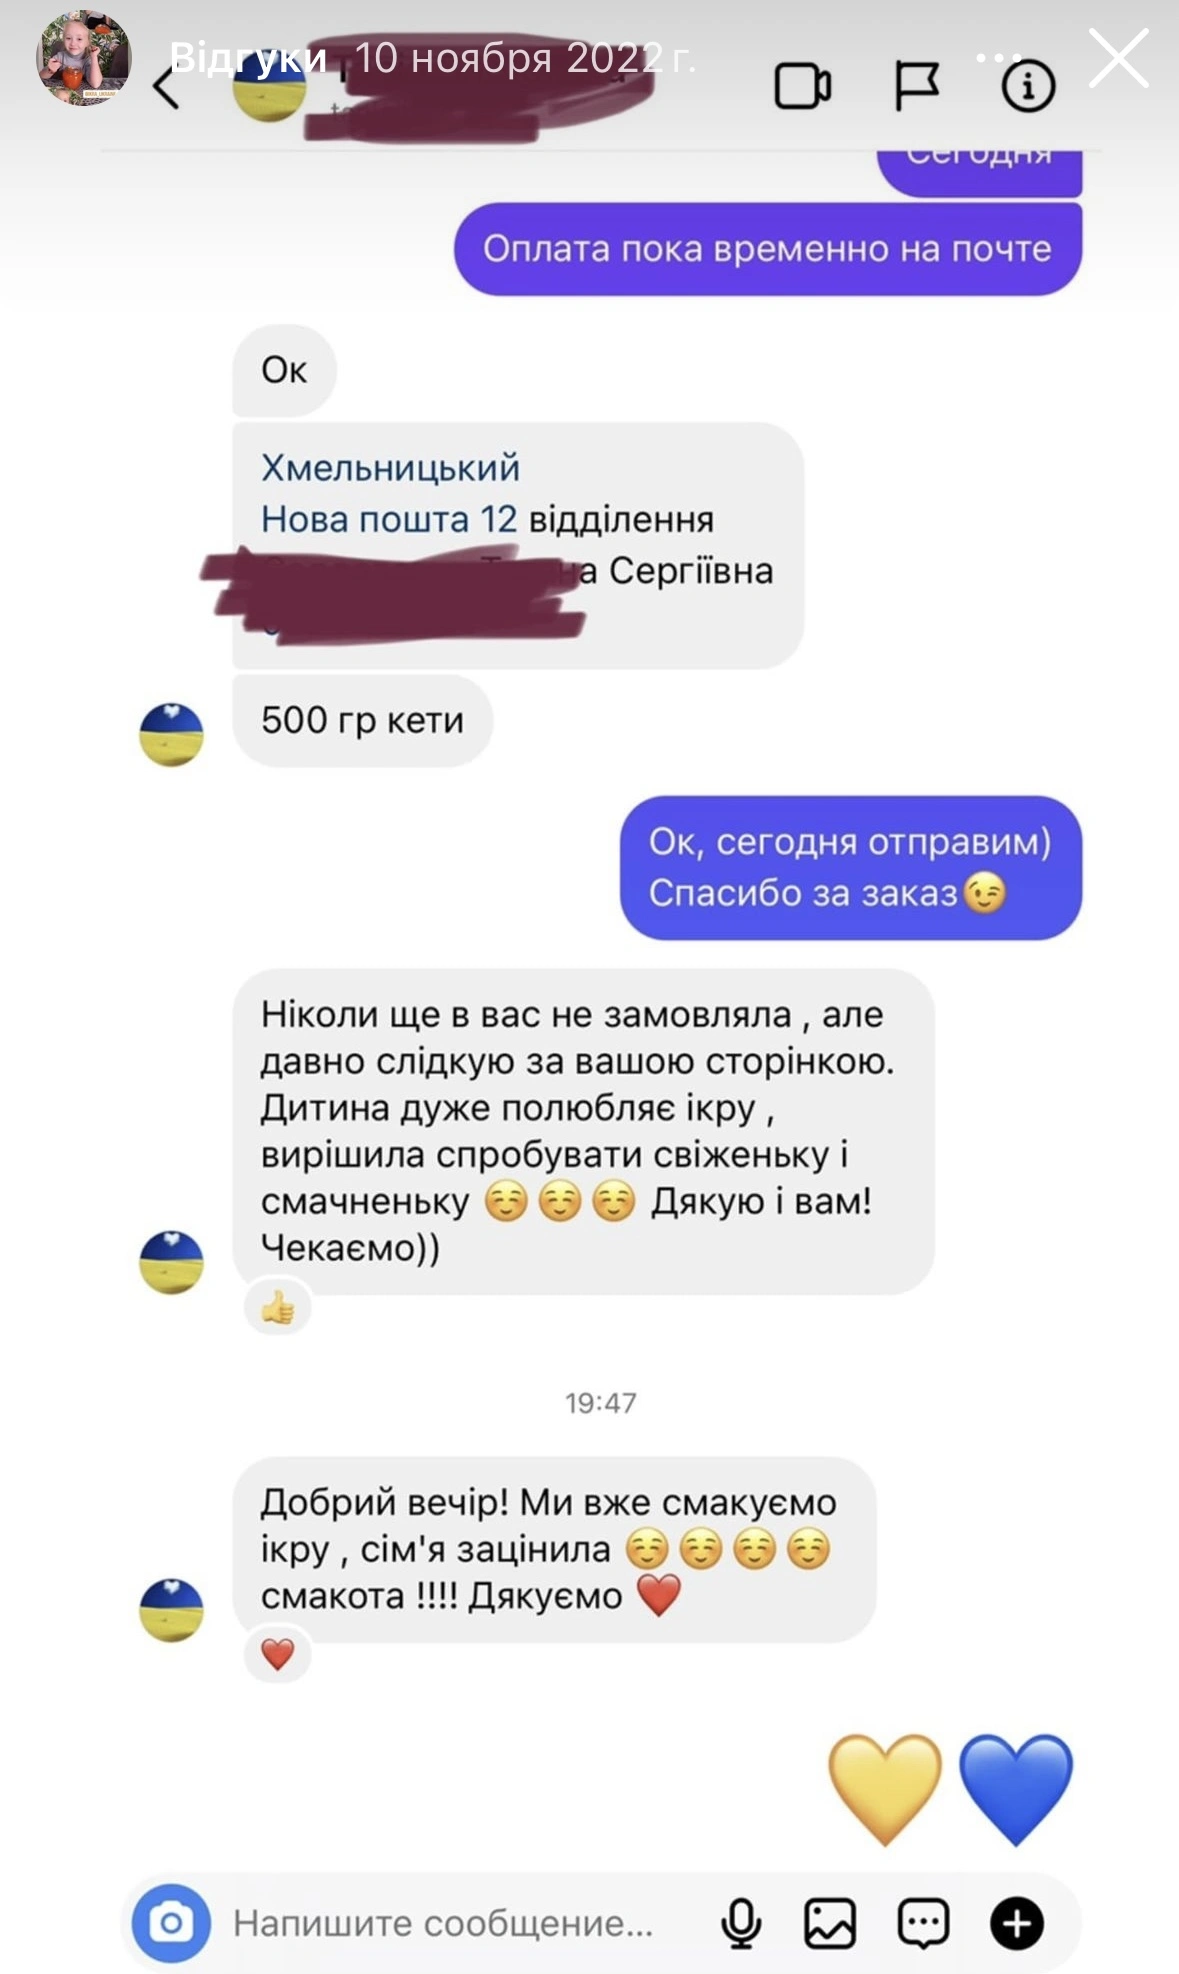 Відгуки 10 ноября 2022 г.
Сегодня
Оплата пока временно на почте
Ок
Хмельницький
Нова пошта 12 відділення
Сергіївна
500 гр кети
Ок, сегодня отправим)
Спасибо за заказ😉
Ніколи ще в вас не замовляла , але
давно слідкую за вашою сторінкою.
Дитина дуже полюбляє ікру ,
вирішила спробувати свіженьку і
смачненьку ☺️☺️☺️ Дякую і вам!
Чекаємо))
👍
19:47
Добрий вечір! Ми вже смакуємо
ікру , сім'я зацінила ☺️☺️☺️☺️
смакота !!!! Дякуємо ❤️
❤️
💛💙
Напишите сообщение...